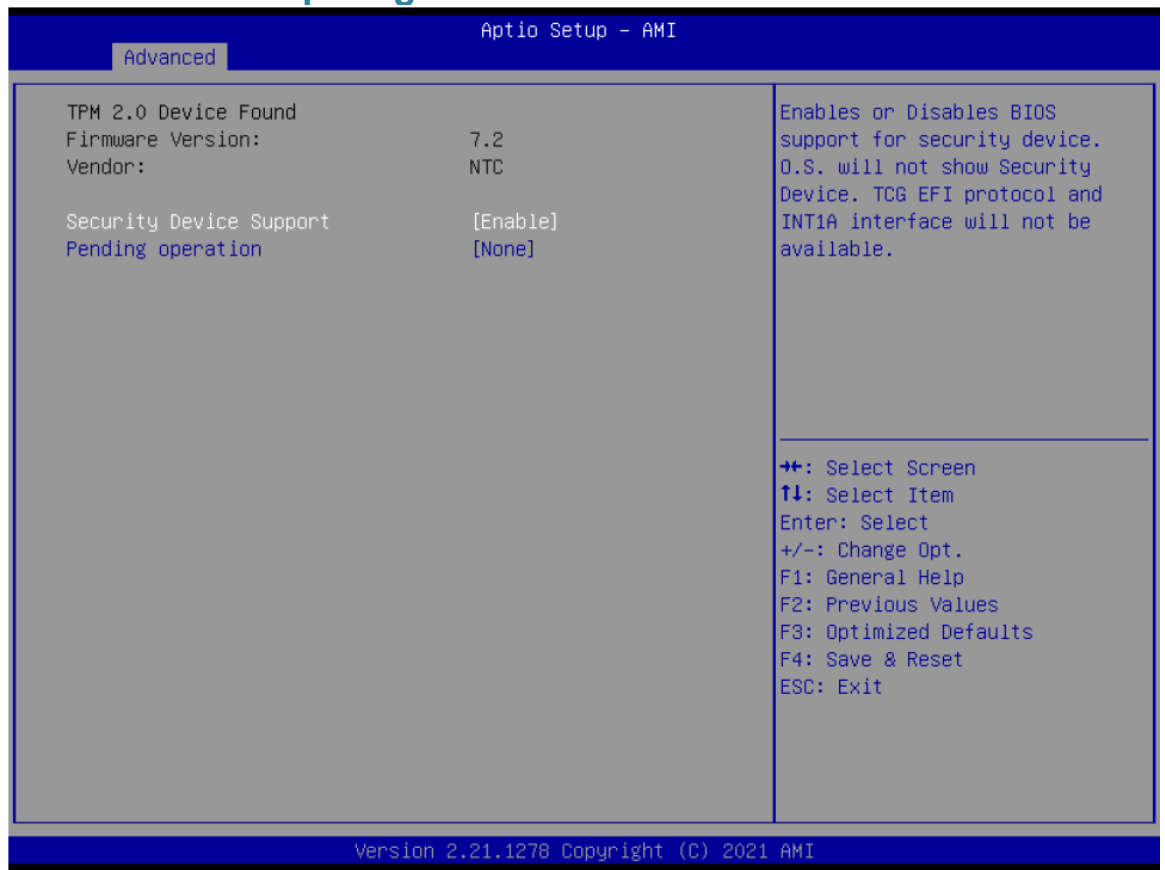 Aptio Setup – AMI
Advanced
TPM 2.0 Device Found
Firmware Version: 7.2
Vendor: NTC
Security Device Support [Enable]
Pending operation [None]
Enables or Disables BIOS
support for security device.
O.S. will not show Security
Device. TCG EFI protocol and
INT1A interface will not be
available.
→←: Select Screen
↑↓: Select Item
Enter: Select
+/-: Change Opt.
F1: General Help
F2: Previous Values
F3: Optimized Defaults
F4: Save & Reset
ESC: Exit
Version 2.21.1278 Copyright (C) 2021 AMI